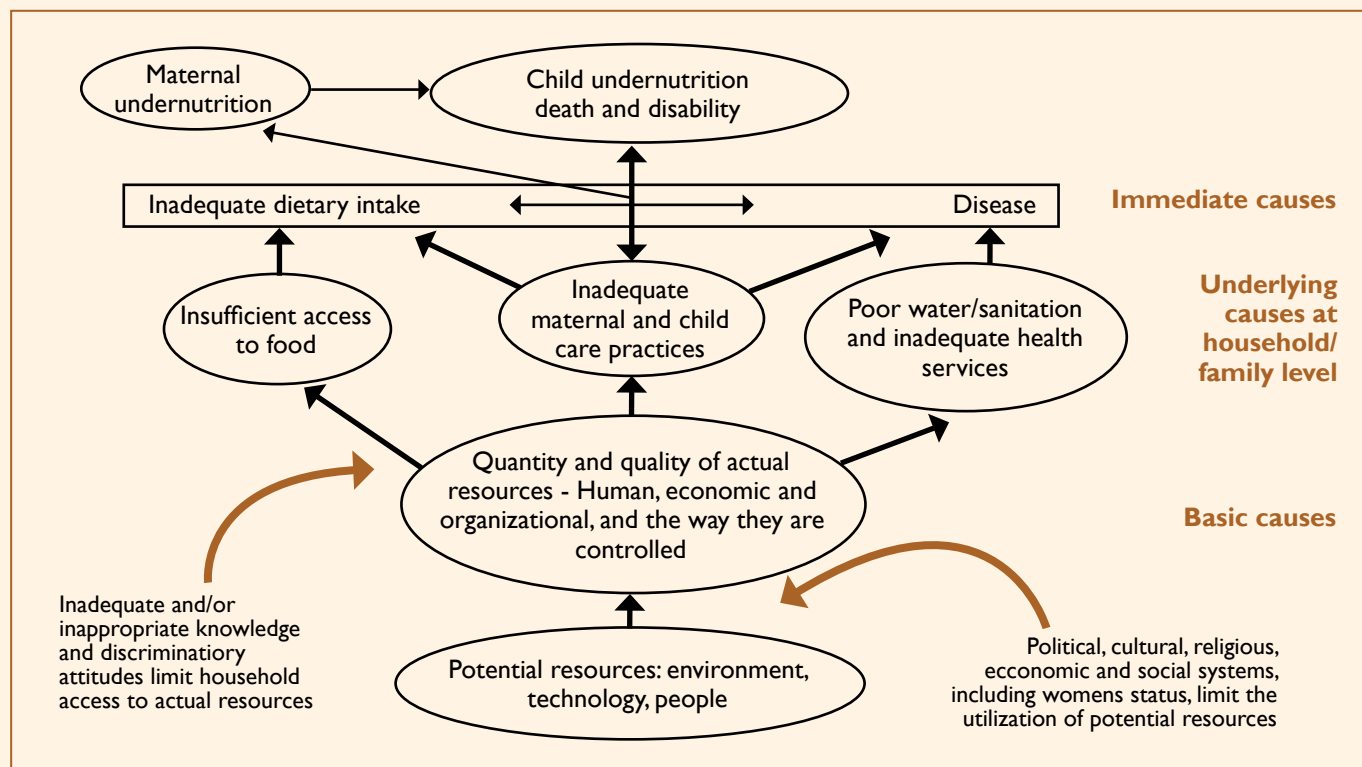 Maternal
undernutrition
Child undernutrition
death and disability
Inadequate dietary intake
Disease
Immediate causes
Insufficient access
to food
Inadequate
maternal and child
care practices
Poor water/sanitation
and inadequate health
services
Underlying
causes at
household/
family level
Quantity and quality of actual
resources - Human, economic and
organizational, and the way they are
controlled
Basic causes
Inadequate and/or
inappropriate knowledge
and discriminatiory
attitudes limit household
access to actual resources
Potential resources: environment,
technology, people
Political, cultural, religious,
ecconomic and social systems,
including womens status, limit the
utilization of potential resources